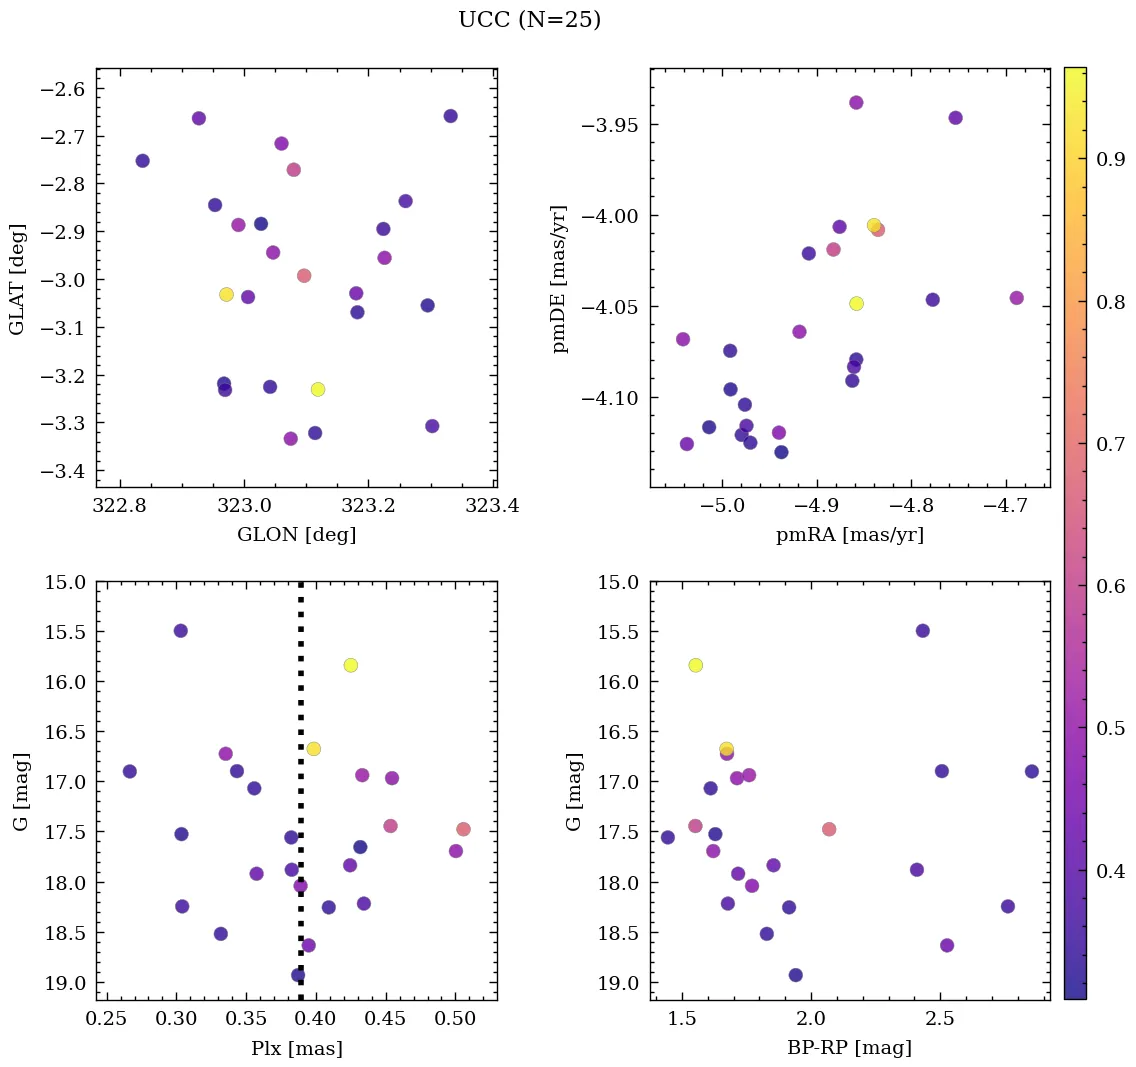 UCC (N=25)
−2.6
−2.7
−2.8
−2.9
−3.0
−3.1
−3.2
−3.3
−3.4
GLAT [deg]
322.8 323.0 323.2 323.4
GLON [deg]
−3.95
−4.00
−4.05
−4.10
pmDE [mas/yr]
−5.0 −4.9 −4.8 −4.7
pmRA [mas/yr]
0.9
0.8
0.7
0.6
0.5
0.4
15.0
15.5
16.0
16.5
17.0
17.5
18.0
18.5
19.0
G [mag]
0.25 0.30 0.35 0.40 0.45 0.50
Plx [mas]
15.0
15.5
16.0
16.5
17.0
17.5
18.0
18.5
19.0
G [mag]
1.5 2.0 2.5
BP-RP [mag]